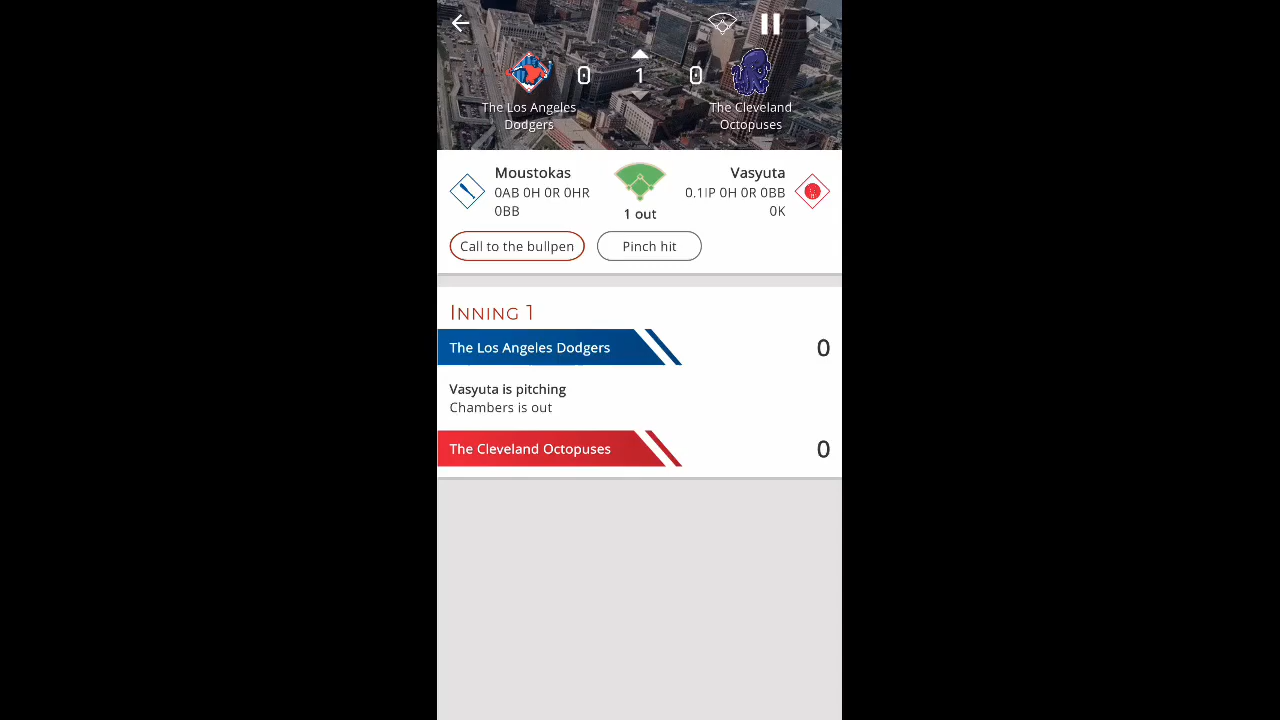 0 1 0
The Los Angeles
Dodgers
The Cleveland
Octopuses
Moustokas
0AB 0H 0R 0HR
0BB
1 out
Vasyuta
0.1IP 0H 0R 0BB
0K
Call to the bullpen
Pinch hit
INNING 1
The Los Angeles Dodgers 0
Vasyuta is pitching
Chambers is out
The Cleveland Octopuses 0